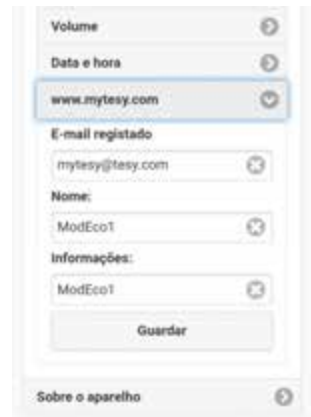 Volume
Data e hora
www.mytesy.com
E-mail registado
mytesy@tesy.com
Nome:
ModEco1
Informações:
ModEco1
Guardar
Sobre o aparelho